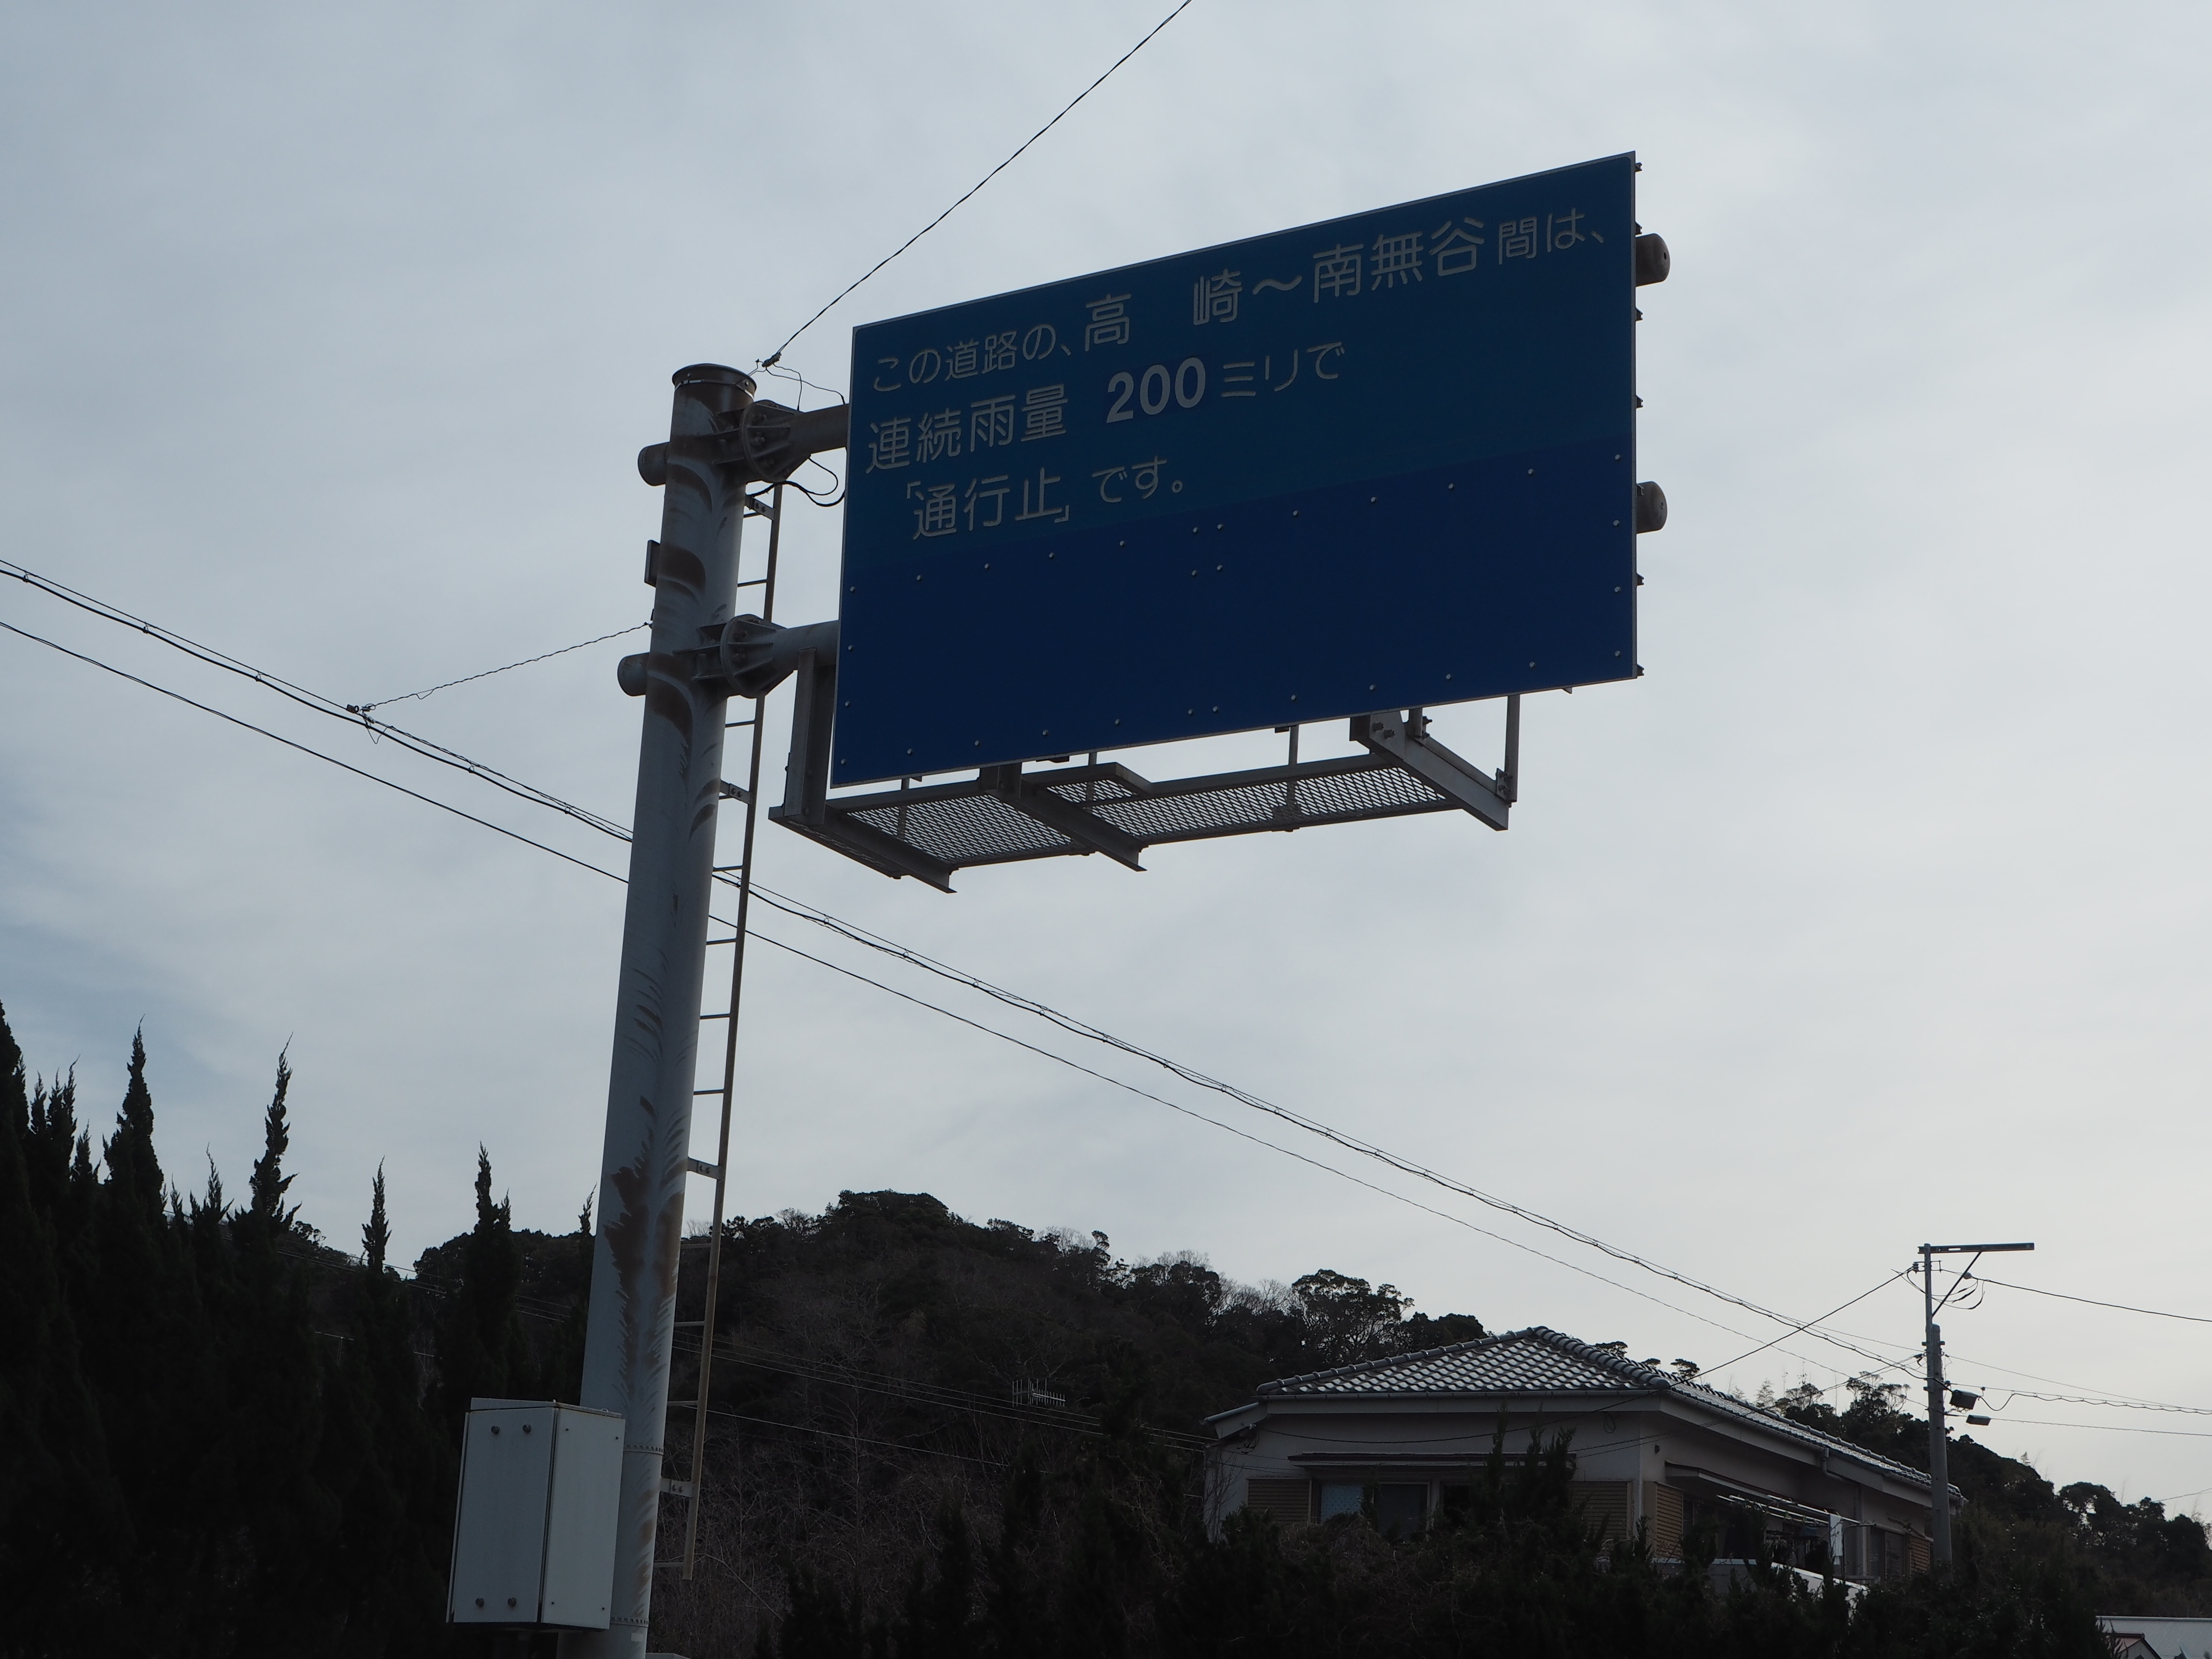 この道路の、高　崎～南無谷間は、
連続雨量 200ミリで
「通行止」です。